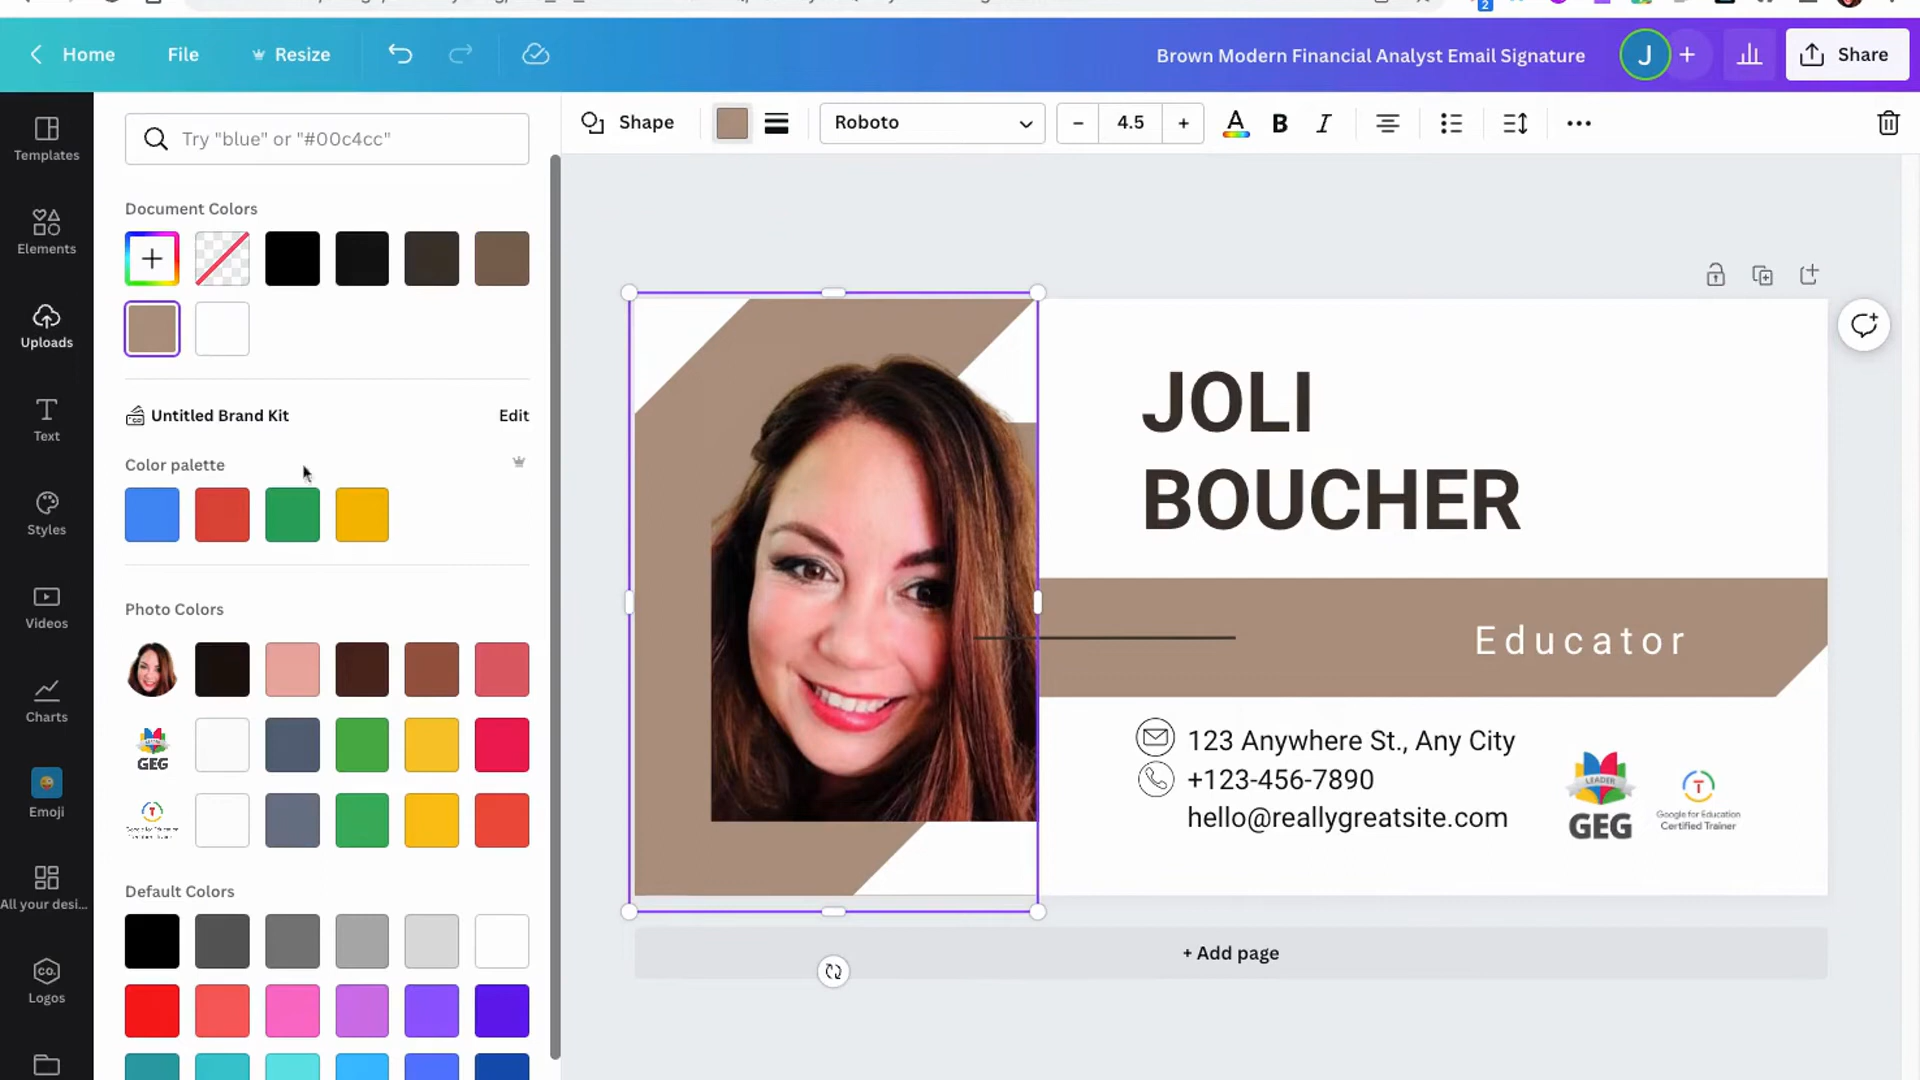 Home
File
Resize
Brown Modern Financial Analyst Email Signature
J
+
Share
2
Templates
Elements
Uploads
Text
Styles
Videos
Charts
Emoji
All your desi...
CO.
Logos
Try "blue" or "#00c4cc"
Document Colors
+
Untitled Brand Kit
Edit
Color palette
Photo Colors
GEG
Default Colors
Shape
Roboto
– 4.5 +
A
B
I
JOLI
BOUCHER
Educator
123 Anywhere St., Any City
+123-456-7890
hello@reallygreatsite.com
LEADER
GEG
T
Google for Education
Certified Trainer
+ Add page